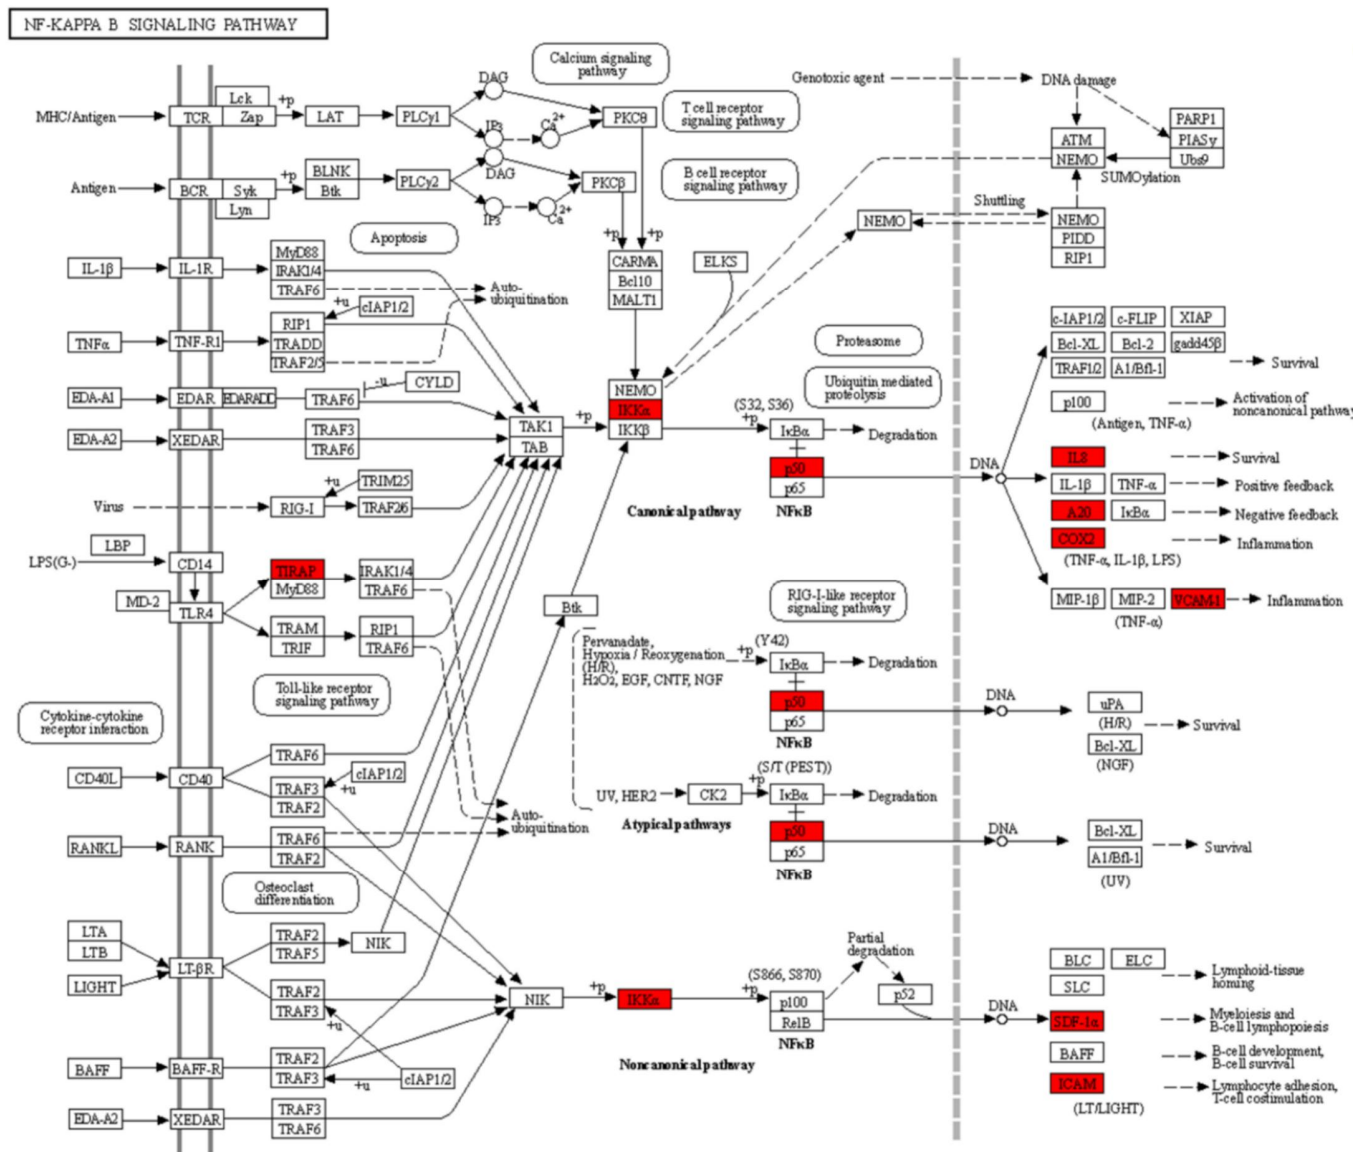 NF-KAPPA B SIGNALING PATHWAY
Calcium signaling
pathway
Genotoxic agent
DNA damage
MHC/Antigen
TCR
Lck
Zap
+p
LAT
PLCγ1
DAG
IP3
Ca2+
PKCθ
T cell receptor
signaling pathway
ATM
NEMO
PARP1
PIASγ
Ubs9
SUMOylation
Antigen
BCR
Syk
Lyn
+p
BLNK
Btk
PLCγ2
DAG
IP3
Ca2+
PKCβ
B cell receptor
signaling pathway
Shuttling
NEMO
NEMO
PIDD
RIP1
Apoptosis
+p
+p
CARMA
Bcl10
MALT1
ELKS
IL-1β
IL-1R
MyD88
IRAK1/4
TRAF6
Auto-
ubiquitination
TNFα
TNF-R1
RIP1
TRADD
TRAF2/5
+u
cIAP1/2
Proteasome
Ubiquitin mediated
proteolysis
c-IAP1/2
c-FLIP
XIAP
Bcl-XL
Bcl-2
gadd45β
TRAF1/2
A1/Bfl-1
Survival
p100
Activation of
noncanonical pathway
(Antigen, TNF-α)
EDA-A1
EDAR
EDARADD
TRAF6
-u
CYLD
NEMO
IKKα
IKKβ
EDA-A2
XEDAR
TRAF3
TRAF6
TAK1
TAB
+p
(S32, S36)
+p
IκBα
Degradation
p50
p65
NFκB
Canonical pathway
DNA
IL8
Survival
IL-1β
TNF-α
Positive feedback
A20
IκBα
Negative feedback
COX2
Inflammation
(TNF-α, IL-1β, LPS)
MIP-1β
MIP-2
VCAM-1
Inflammation
(TNF-α)
Virus
RIG-I
+u
TRIM25
TRAF2/6
LPS(G-)
LBP
CD14
MD-2
TLR4
TIRAP
MyD88
IRAK1/4
TRAF6
TRAM
TRIF
RIP1
TRAF6
Btk
RIG-I-like receptor
signaling pathway
Pervanadate,
Hypoxia / Reoxygenation
(H/R),
H2O2, EGF, CNTF, NGF
+p
(Y42)
IκBα
Degradation
p50
p65
NFκB
DNA
uPA
(H/R)
Bcl-XL
(NGF)
Survival
Toll-like receptor
signaling pathway
Cytokine-cytokine
receptor interaction
CD40L
CD40
TRAF6
TRAF3
TRAF2
+u
cIAP1/2
Auto-
ubiquitination
UV, HER2
CK2
+p
(S/T (PEST))
IκBα
Degradation
Atypical pathways
p50
p65
NFκB
DNA
Bcl-XL
A1/Bfl-1
(UV)
Survival
RANKL
RANK
TRAF6
TRAF2
Osteoclast
differentiation
LTA
LTB
LIGHT
LT-βR
TRAF2
TRAF5
NIK
TRAF2
TRAF3
+u
NIK
+p
IKKα
+p
(S866, S870)
p100
RelB
NFκB
Partial
degradation
p52
DNA
Noncanonical pathway
BLC
ELC
SLC
Lymphoid-tissue
homing
SDF-1α
Myeloiesis and
B-cell lymphopoiesis
BAFF
B-cell development,
B-cell survival
ICAM
Lymphocyte adhesion,
T-cell costimulation
(LT/LIGHT)
BAFF
BAFF-R
TRAF2
TRAF3
+u
cIAP1/2
EDA-A2
XEDAR
TRAF3
TRAF6